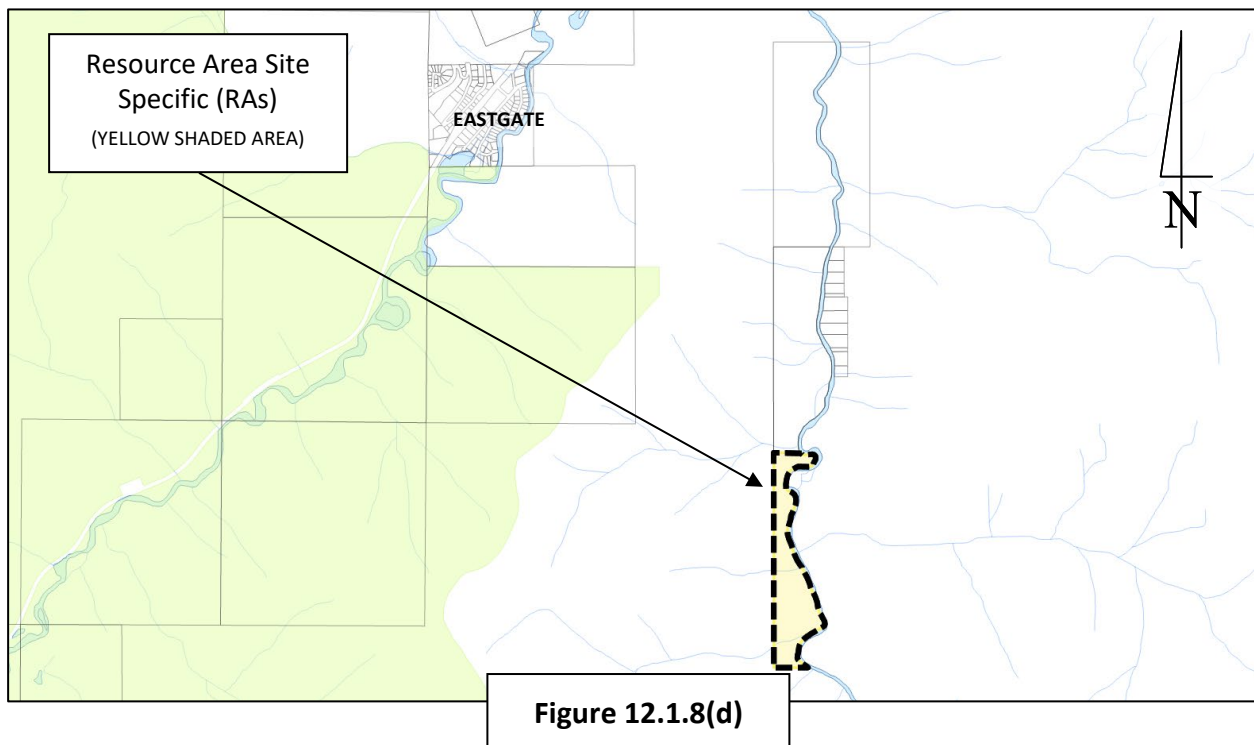 Resource Area Site
Specific (RAs)
(YELLOW SHADED AREA)
EASTGATE
N
Figure 12.1.8(d)